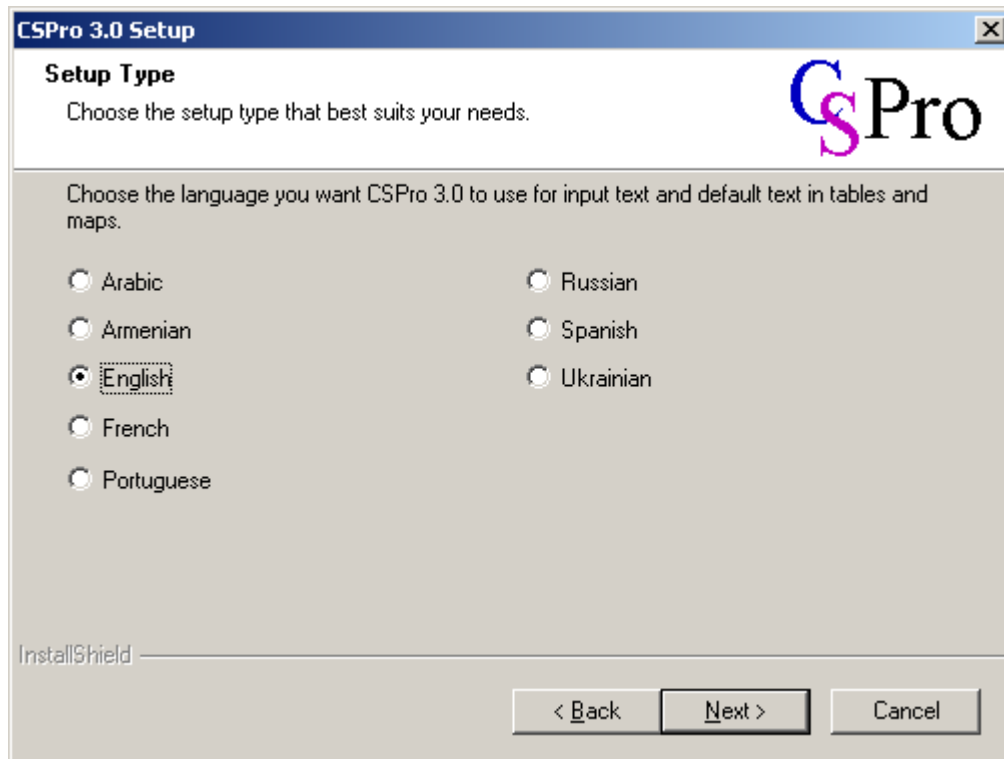 CSPro 3.0 Setup
Setup Type
Choose the setup type that best suits your needs.
CSPro
Choose the language you want CSPro 3.0 to use for input text and default text in tables and
maps.
Arabic
Armenian
English
French
Portuguese
Russian
Spanish
Ukrainian
InstallShield
< Back
Next >
Cancel